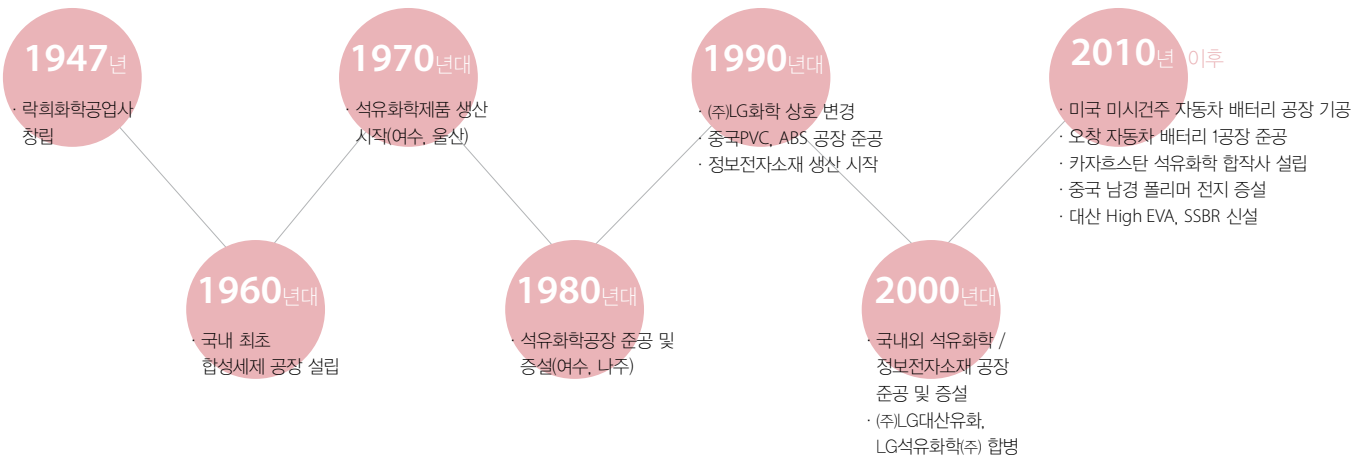 1947년
· 락희화학공업사
창립
1960년대
· 국내 최초
합성세제 공장 설립
1970년대
· 석유화학제품 생산
시작(여수, 울산)
1980년대
· 석유화학공장 준공 및
증설(여수, 나주)
1990년대
· (주)LG화학 상호 변경
· 중국PVC, ABS 공장 준공
· 정보전자소재 생산 시작
2000년대
· 국내외 석유화학 /
정보전자소재 공장
준공 및 증설
· (주)LG대산유화,
LG석유화학(주) 합병
2010년 이후
· 미국 미시건주 자동차 배터리 공장 기공
· 오창 자동차 배터리 1공장 준공
· 카자흐스탄 석유화학 합작사 설립
· 중국 남경 폴리머 전지 증설
· 대산 High EVA, SSBR 신설